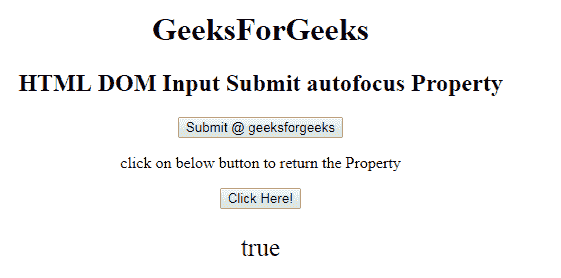 GeeksForGeeks
HTML DOM Input Submit autofocus Property
Submit @ geeksforgeeks
click on below button to return the Property
Click Here!
true